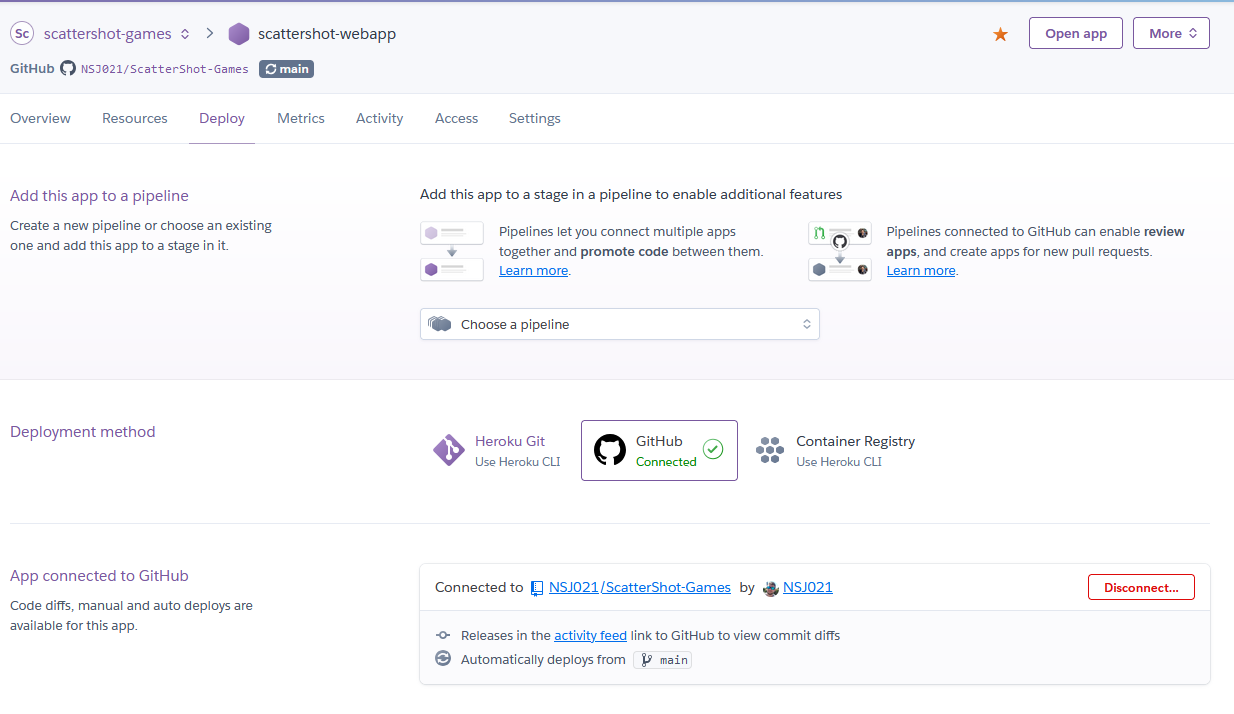 Sc scattershot-games > scattershot-webapp Open app More
GitHub NSJ021/ScatterShot-Games main
Overview Resources Deploy Metrics Activity Access Settings
Add this app to a pipeline
Create a new pipeline or choose an existing
one and add this app to a stage in it.
Add this app to a stage in a pipeline to enable additional features
Pipelines let you connect multiple apps
together and promote code between them.
Learn more.
Pipelines connected to GitHub can enable review
apps, and create apps for new pull requests.
Learn more.
Choose a pipeline
Deployment method
Heroku Git
Use Heroku CLI
GitHub
Connected
Container Registry
Use Heroku CLI
App connected to GitHub
Code diffs, manual and auto deploys are
available for this app.
Connected to NSJ021/ScatterShot-Games by NSJ021 Disconnect...
Releases in the activity feed link to GitHub to view commit diffs
Automatically deploys from main